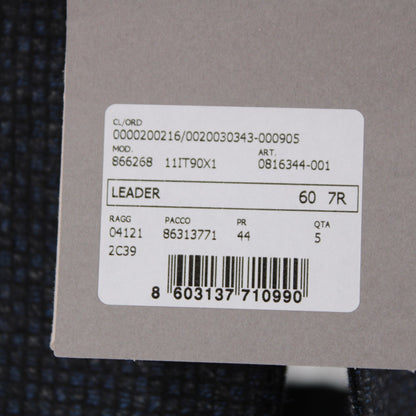 CL/ORD
0000200216/0020030343-000905
MOD. ART.
866268 11IT90X1 0816344-001
LEADER 60 7R
RAGG PACCO PR QTA
04121 86313771 44 5
2C39
8 603137 710990